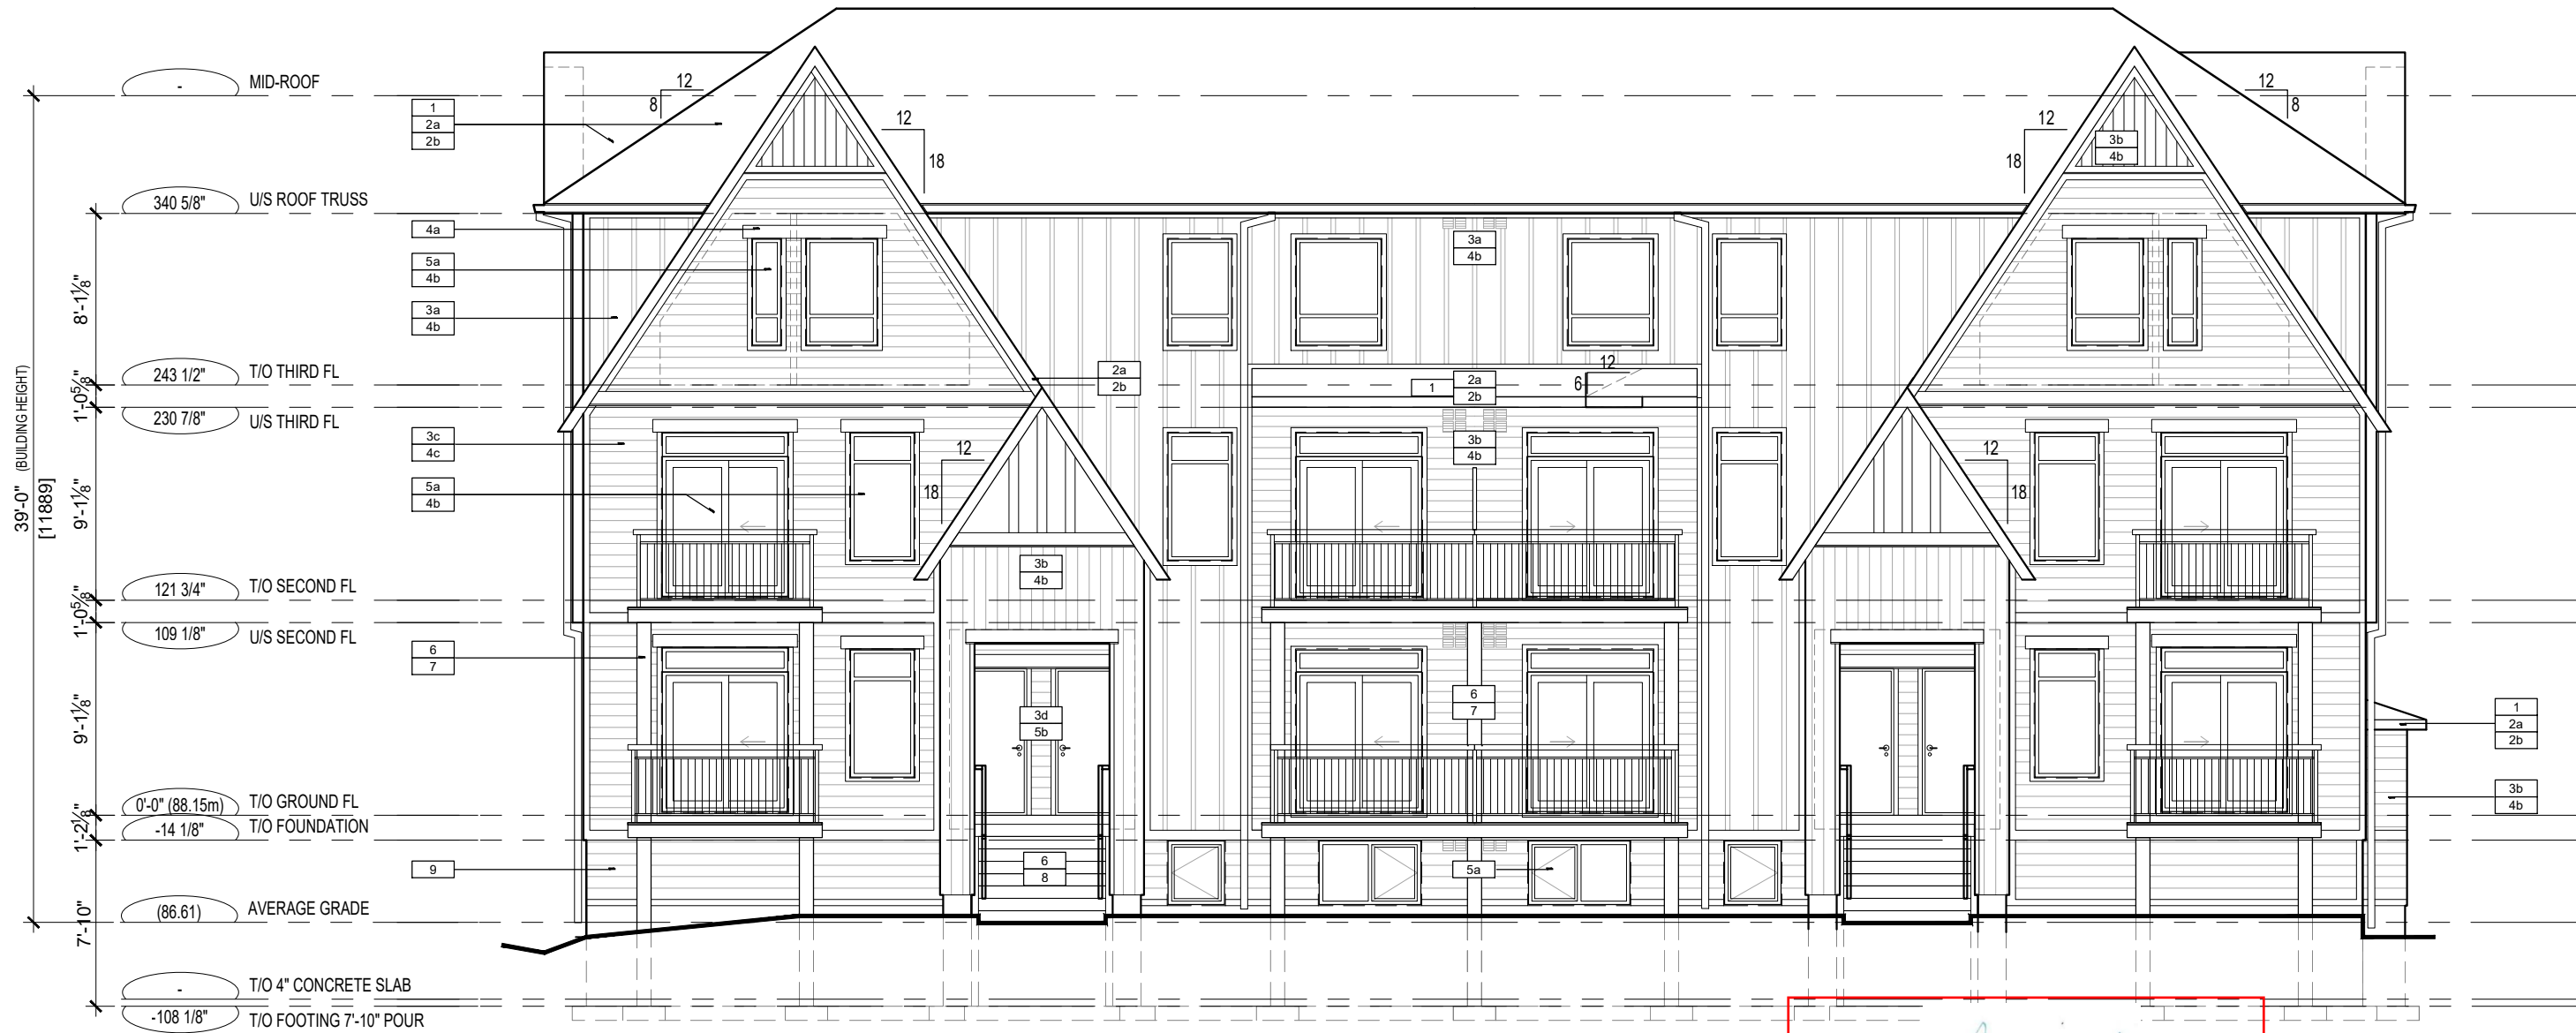 - MID-ROOF
12
8
12
8
1
2a
2b
12
18
12
18
3b
4b
340 5/8" U/S ROOF TRUSS
4a
3a
4b
5a
4b
8'-1⅛"
3a
4b
39'-0" (BUILDING HEIGHT)
[11889]
243 1/2" T/O THIRD FL
2a
2b
1
2a
2b
12
6
1'-0⅝"
230 7/8" U/S THIRD FL
3c
4c
3b
4b
12
18
12
18
5a
4b
9'-1⅛"
121 3/4" T/O SECOND FL
3b
4b
1'-0⅝"
109 1/8" U/S SECOND FL
6
7
6
7
3d
5b
1
2a
2b
9'-1⅛"
0'-0" (88.15m) T/O GROUND FL
3b
4b
-14 1/8" T/O FOUNDATION
1'-2⅛"
9
6
8
5a
(86.61) AVERAGE GRADE
7'-10"
- T/O 4" CONCRETE SLAB
-108 1/8" T/O FOOTING 7'-10" POUR